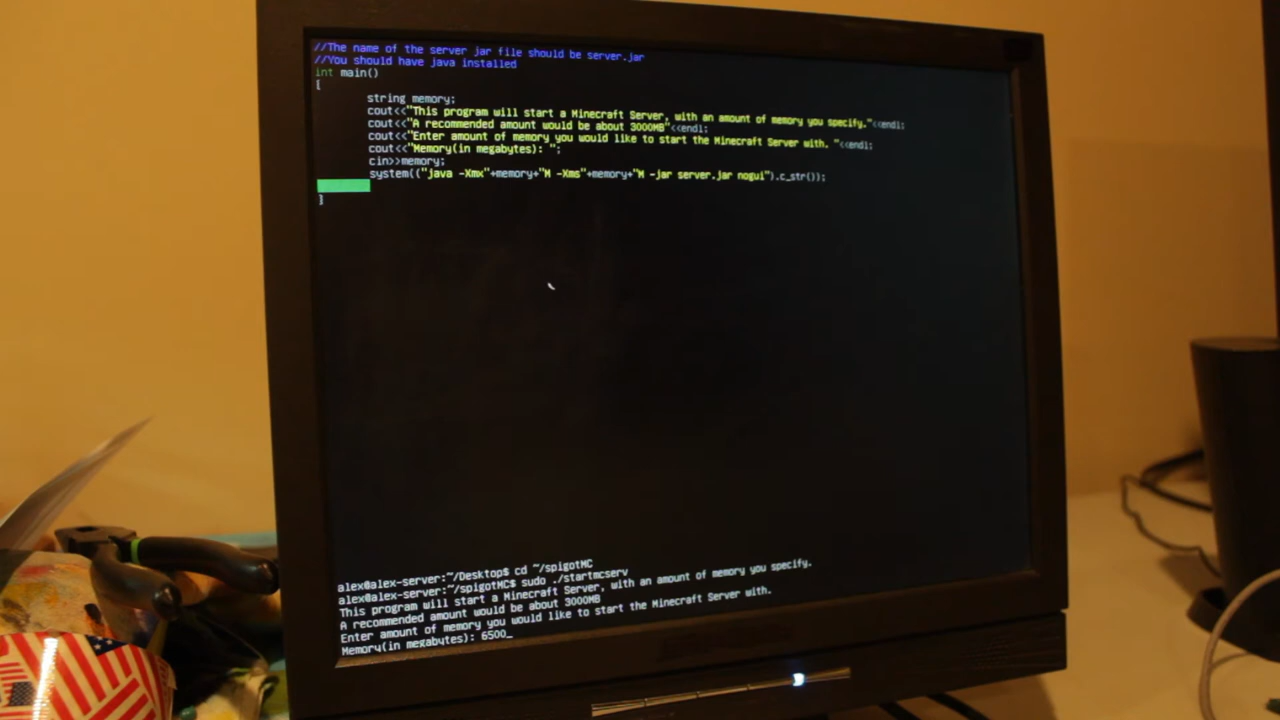 //The name of the server jar file should be server.jar
//You should have java installed
int main()
{
string memory;
cout<<"This program will start a Minecraft Server, with an amount of memory you specify."<<endl;
cout<<"A recommended amount would be about 3000MB"<<endl;
cout<<"Enter amount of memory you would like to start the Minecraft Server with. "<<endl;
cout<<"Memory(in megabytes): ";
cin>>memory;
system(("java -Xmx"+memory+"M -Xms"+memory+"M -jar server.jar nogui").c_str());
}
alex@alex-server:~/Desktop$ cd ~/spigotMC
alex@alex-server:~/spigotMC$ sudo ./startmcserv
This program will start a Minecraft Server, with an amount of memory you specify.
A recommended amount would be about 3000MB
Enter amount of memory you would like to start the Minecraft Server with.
Memory(in megabytes): 6500_